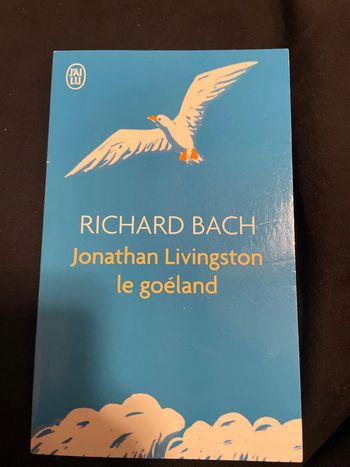 J'AI
LU
RICHARD BACH
Jonathan Livingston
le goéland